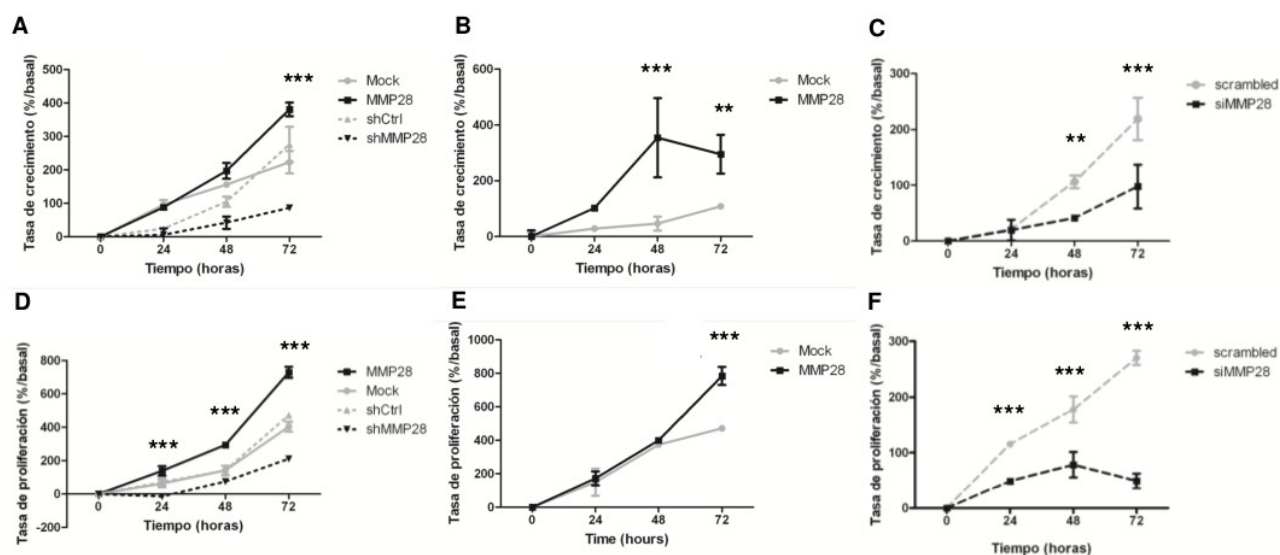 A
Tasa de crecimiento (%/basal)
500
400
300
200
100
0
***
Mock
MMP28
shCtrl
shMMP28
0 24 48 72
Tiempo (horas)
B
Tasa de crecimiento (%/basal)
600
400
200
0
***
**
Mock
MMP28
0 24 48 72
Tiempo (horas)
C
Tasa de crecimiento (%/basal)
300
200
100
0
**
***
scrambled
siMMP28
0 24 48 72
Tiempo (horas)
D
Tasa de proliferación (%/basal)
800
600
400
200
0
-200
***
***
***
MMP28
Mock
shCtrl
shMMP28
0 24 48 72
Tiempo (horas)
E
Tasa de proliferación (%/basal)
1000
800
600
400
200
0
***
Mock
MMP28
0 24 48 72
Time (hours)
F
Tasa de proliferación (%/basal)
300
200
100
0
***
***
***
scrambled
siMMP28
0 24 48 72
Tiempo (horas)